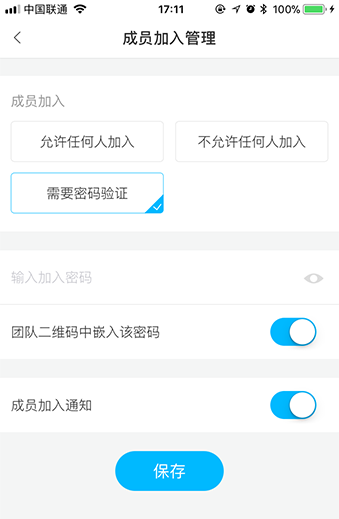 中国联通 17:11 100%
成员加入管理
成员加入
允许任何人加入 不允许任何人加入
需要密码验证
输入加入密码
团队二维码中嵌入该密码
成员加入通知
保存